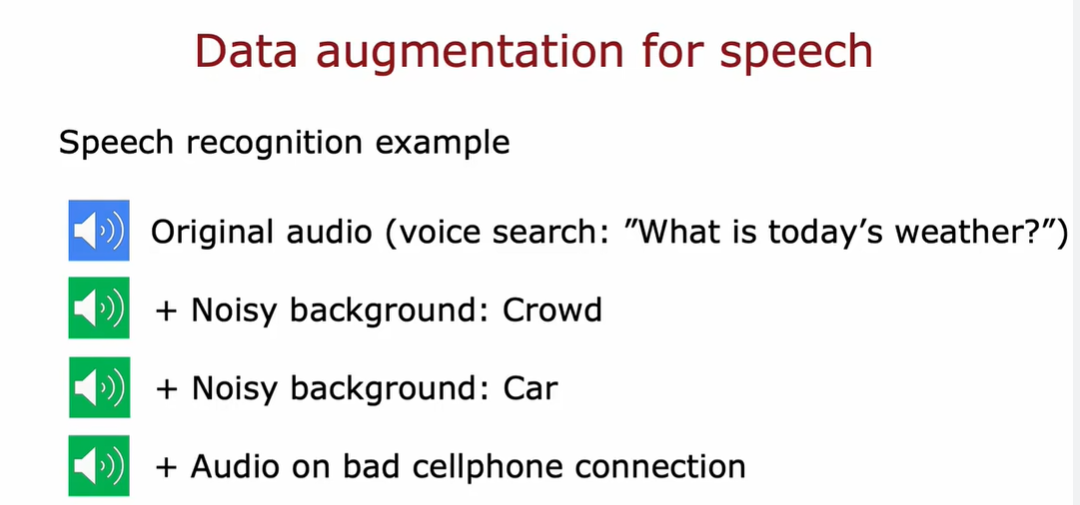 Data augmentation for speech
Speech recognition example
Original audio (voice search: ”What is today’s weather?”)
+ Noisy background: Crowd
+ Noisy background: Car
+ Audio on bad cellphone connection